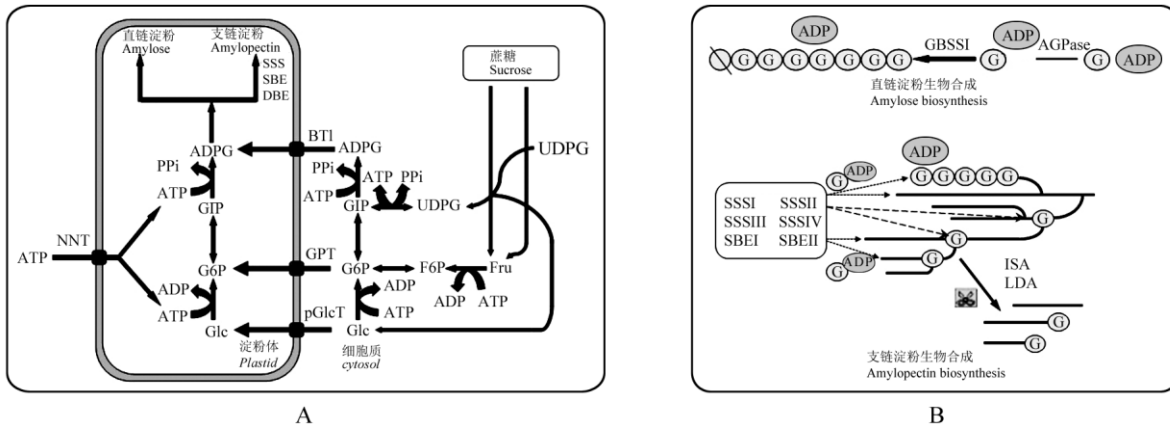 直链淀粉
Amylose
支链淀粉
Amylopectin
SSS
SBE
DBE
蔗糖
Sucrose
ADPG
BTl
ADPG
UDPG
PPi
ATP
PPi
ATP
ATP
PPi
GIP
GIP
UDPG
NNT
ATP
G6P
GPT
G6P
F6P
Fru
ADP
ATP
ADP
ATP
ADP
ATP
Glc
pGlcT
Glc
淀粉体
Plastid
细胞质
cytosol
A
ADP
ADP
GBSSI
AGPase
G G G G G G G
G
G
ADP
直链淀粉生物合成
Amylose biosynthesis
ADP
G
ADP
G G G G G
SSSI SSSII
SSSIII SSSIV
SBEI SBEII
G
G
G
G
ADP
ISA
LDA
G
G
支链淀粉生物合成
Amylopectin biosynthesis
B